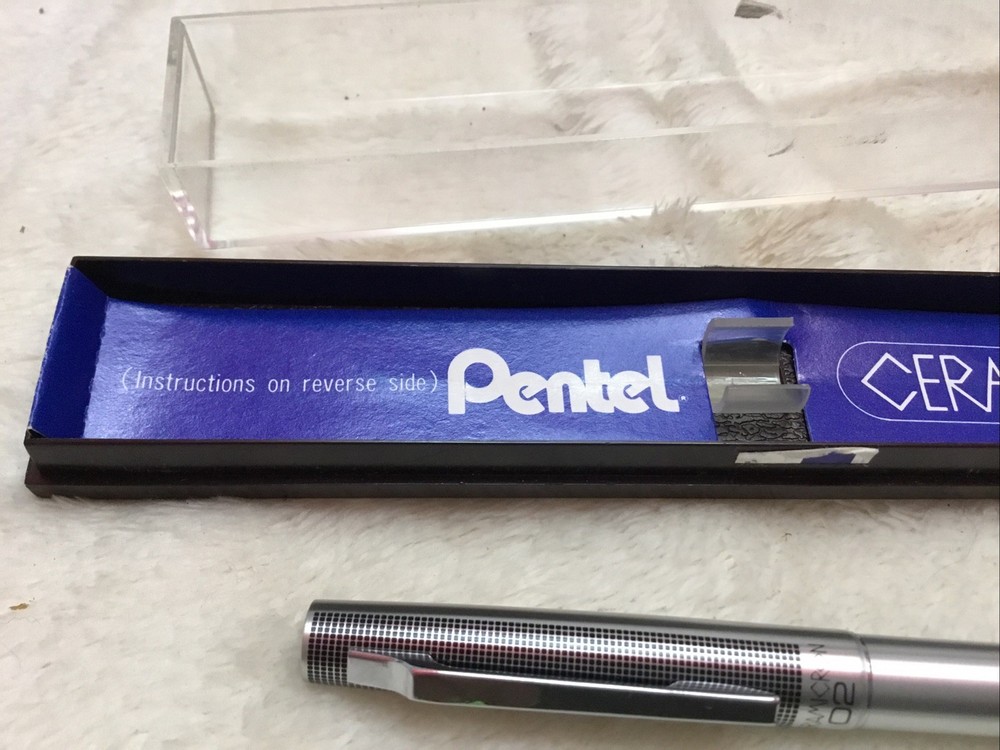 (Instructions on reverse side)
Pentel®
CERA
02